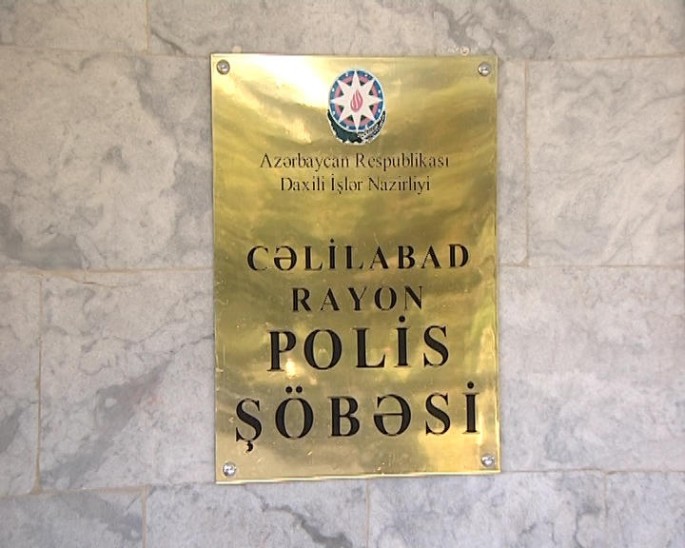 Azərbaycan Respublikası
Daxili İşlər Nazirliyi
CƏLİLABAD
RAYON
POLİS
ŞÖBƏSİ